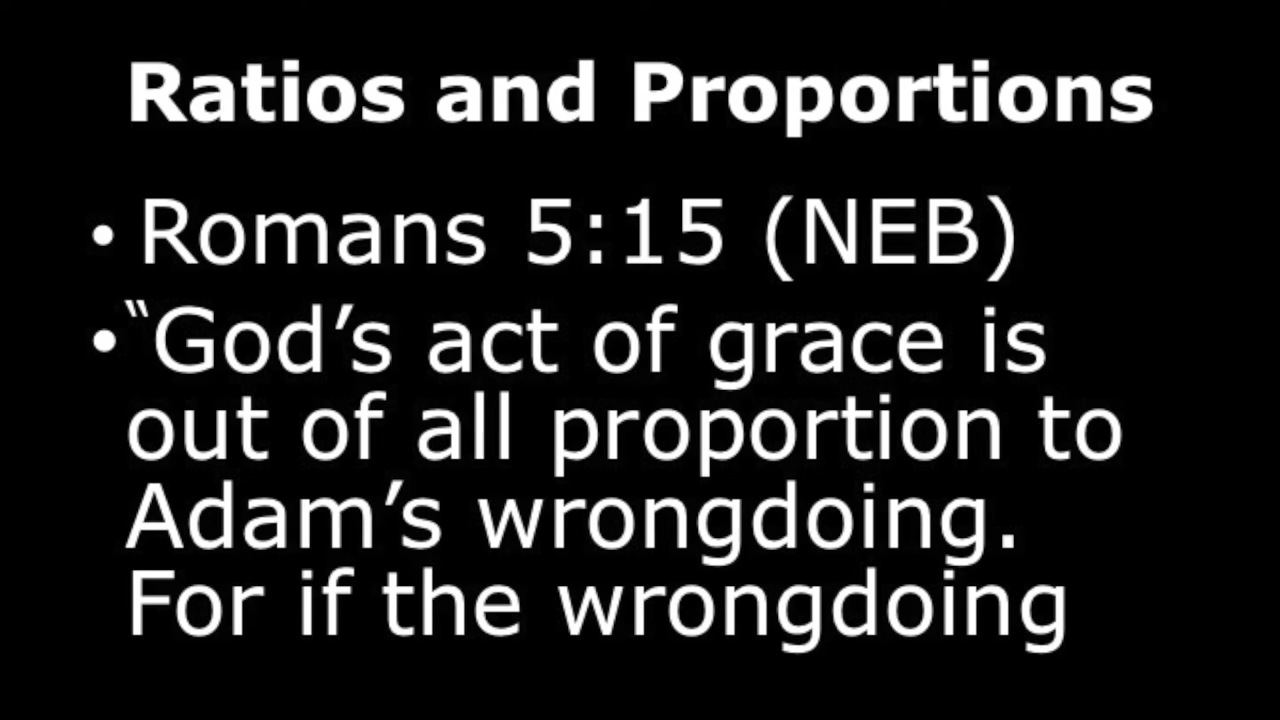 Ratios and Proportions
• Romans 5:15 (NEB)
• “God’s act of grace is
out of all proportion to
Adam’s wrongdoing.
For if the wrongdoing